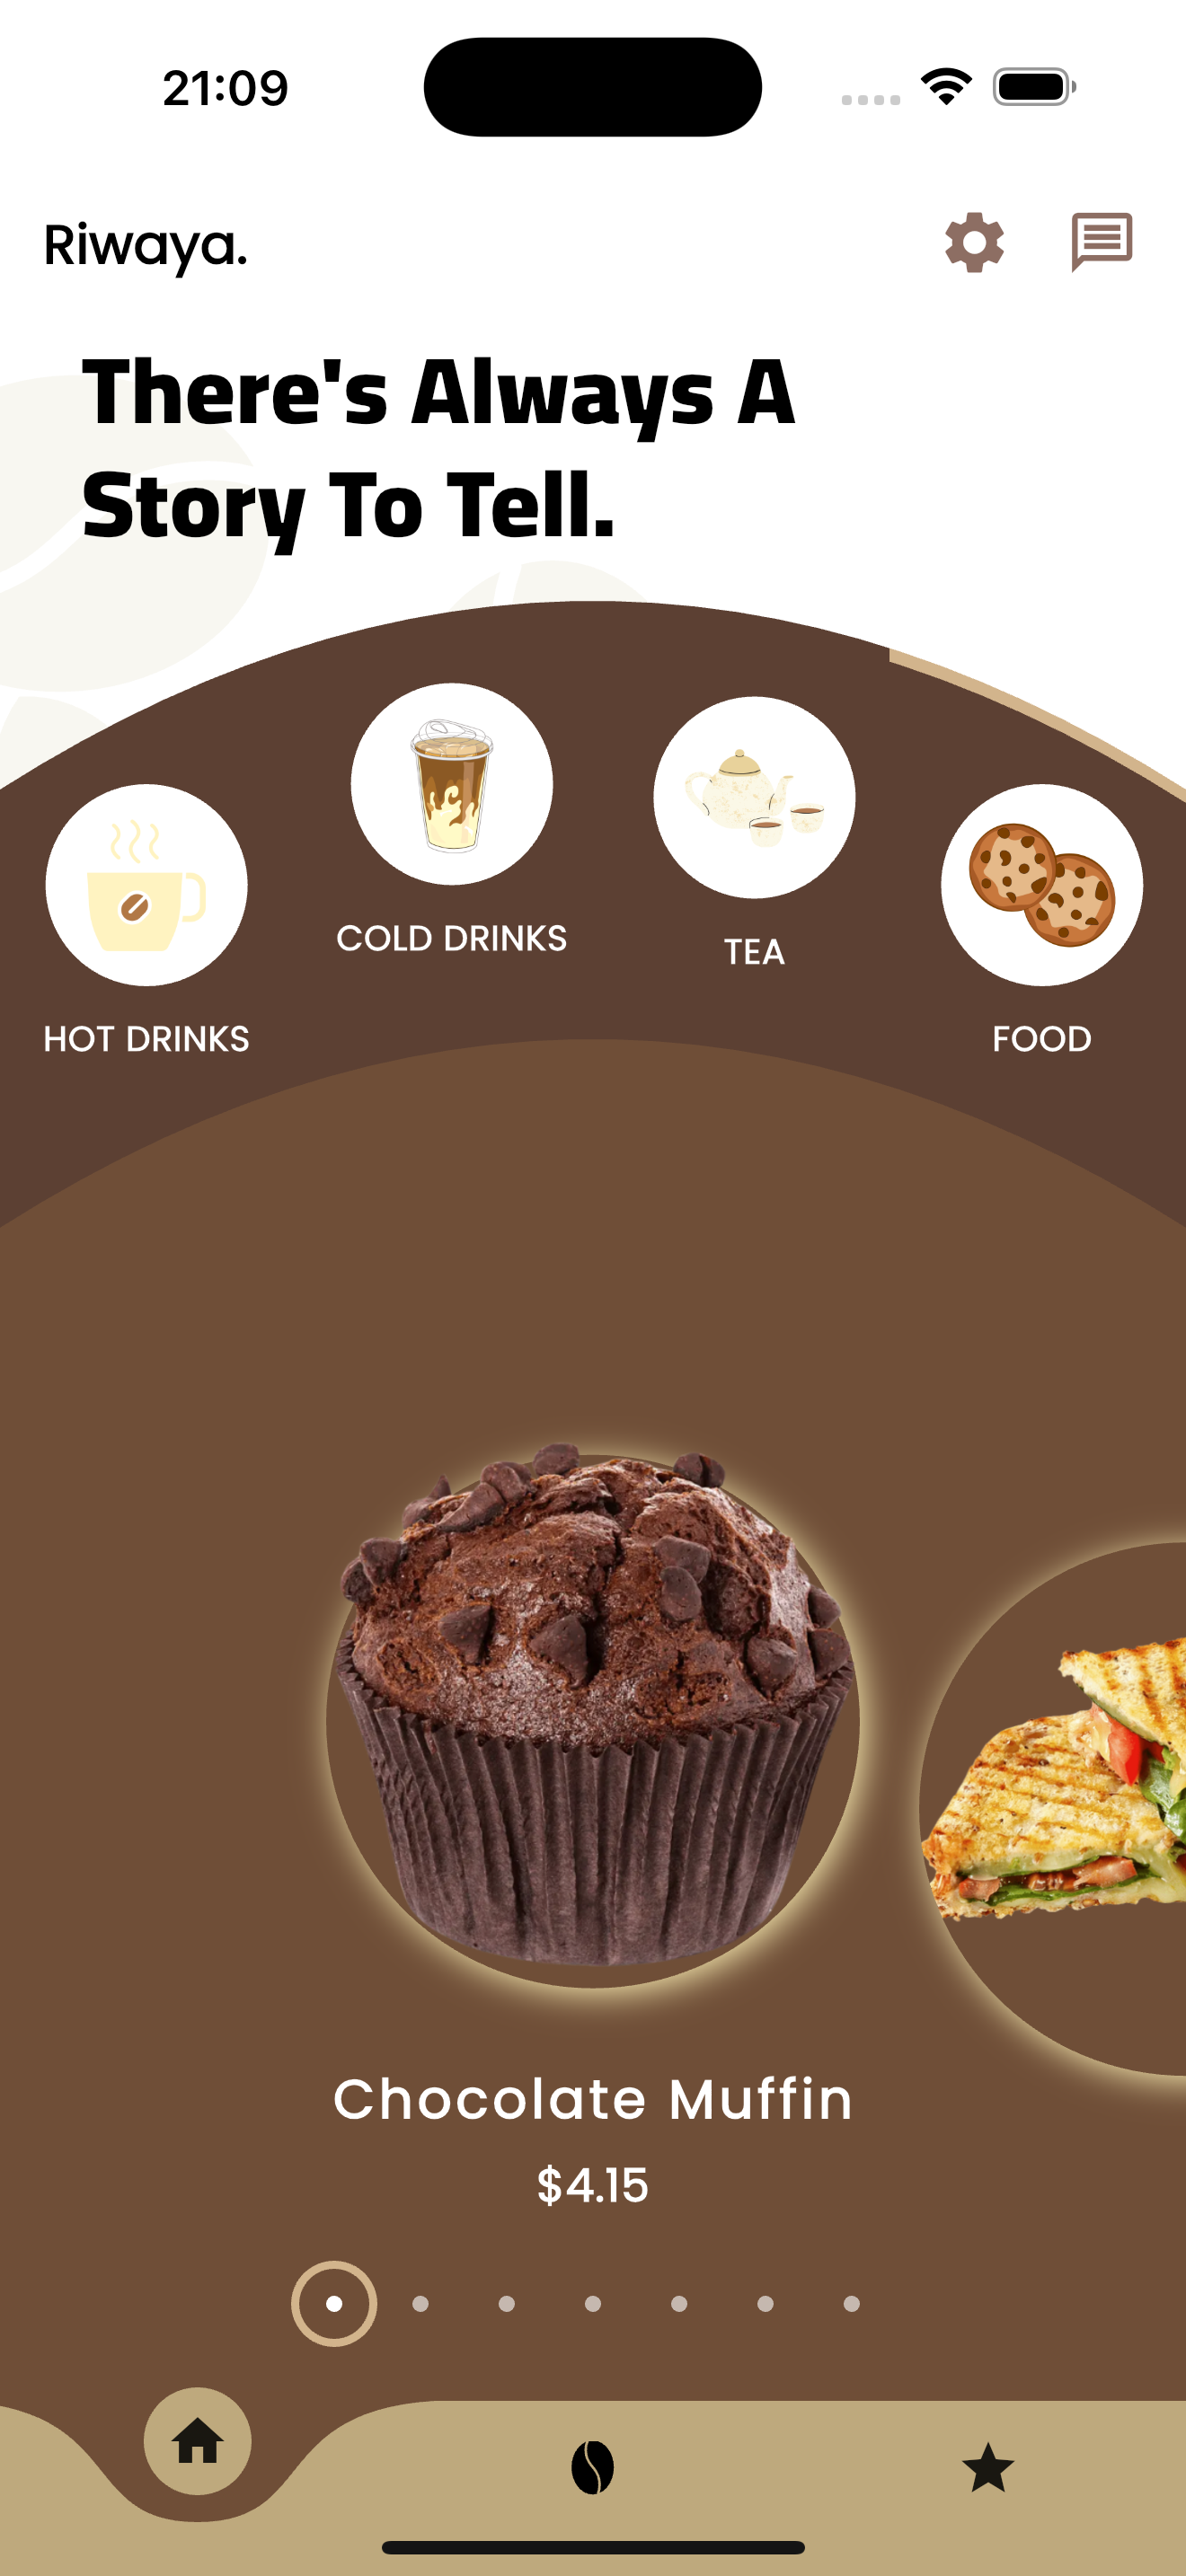 21:09
Riwaya.
There's Always A
Story To Tell.
HOT DRINKS
COLD DRINKS
TEA
FOOD
Chocolate Muffin
$4.15